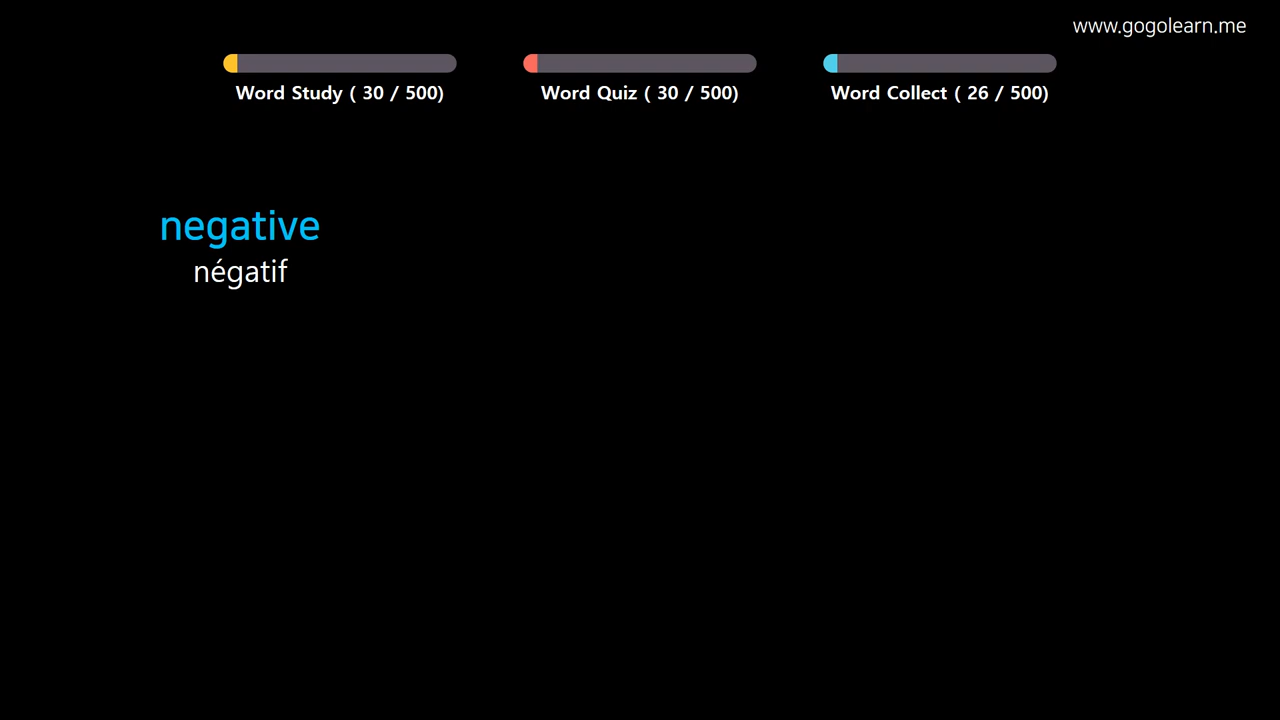 www.gogolearn.me
Word Study ( 30 / 500)
Word Quiz ( 30 / 500)
Word Collect ( 26 / 500)
negative
négatif